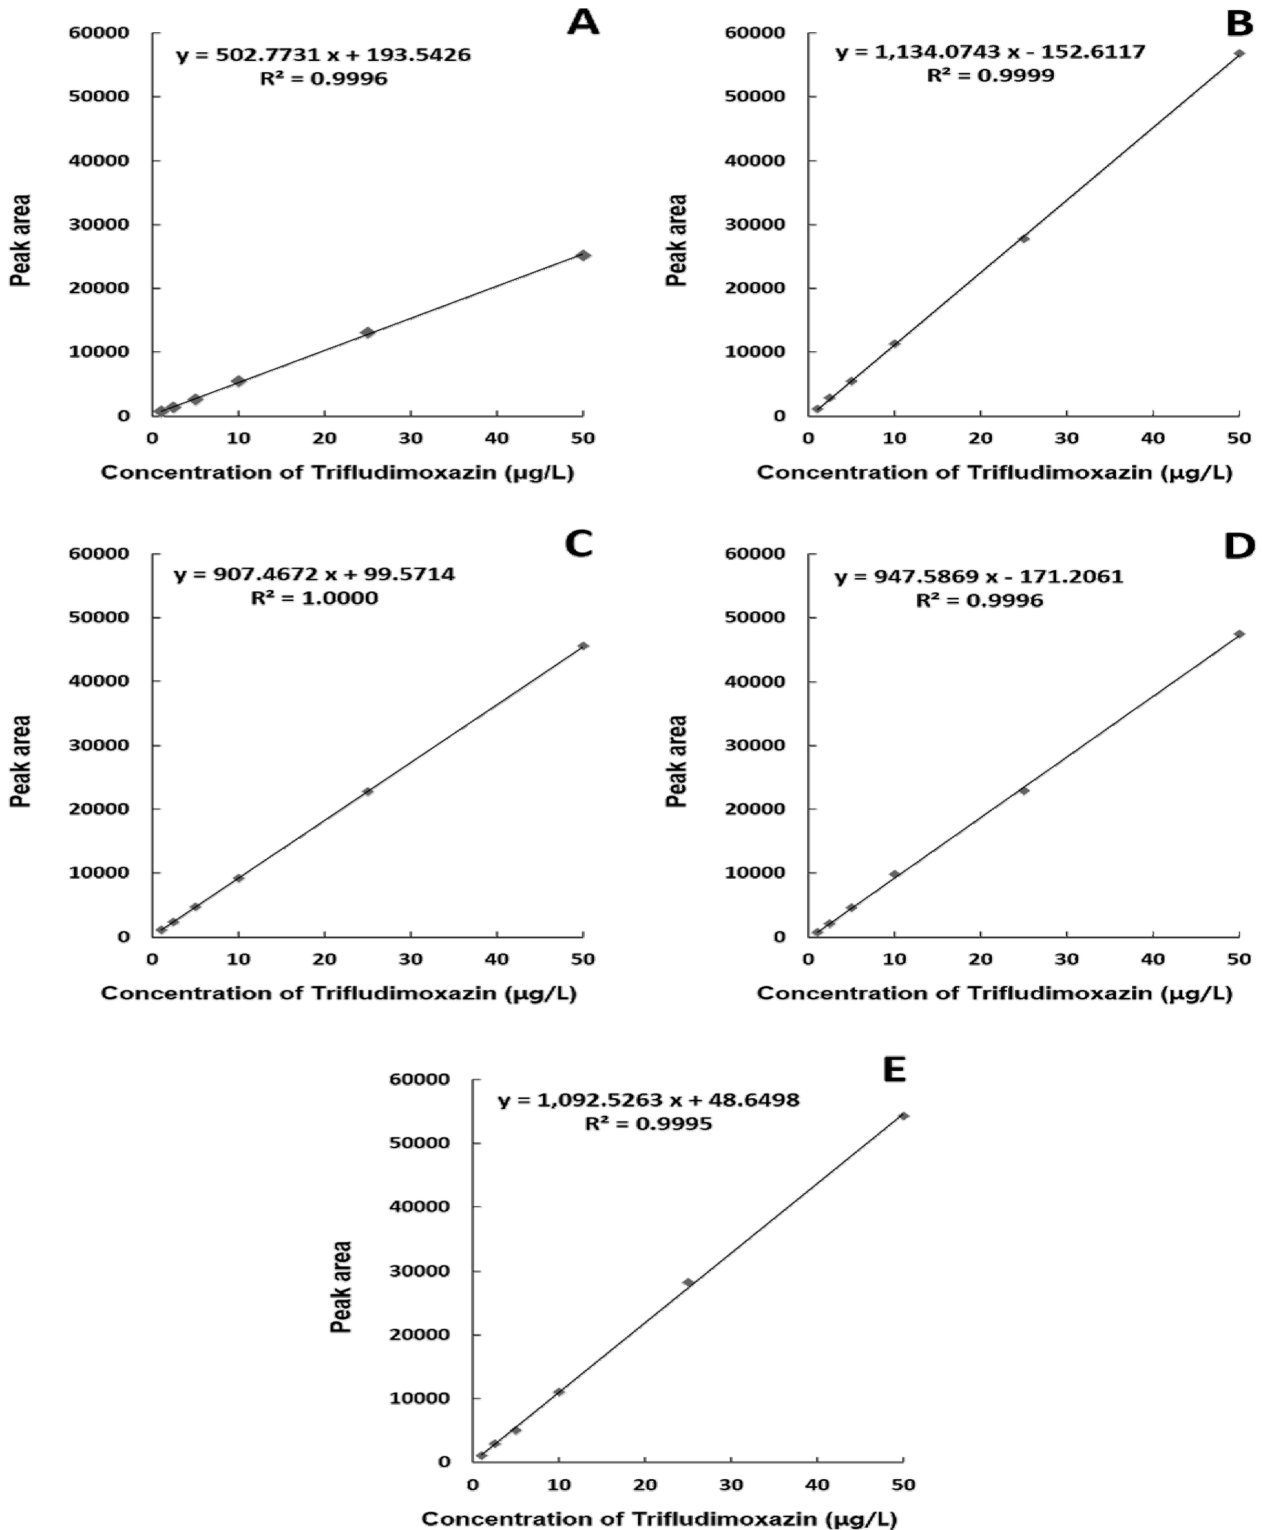 A
y = 502.7731 x + 193.5426
R² = 0.9996
60000
50000
40000
30000
20000
10000
0
Peak area
0 10 20 30 40 50
Concentration of Trifludimoxazin (µg/L)
B
y = 1,134.0743 x - 152.6117
R² = 0.9999
60000
50000
40000
30000
20000
10000
0
Peak area
0 10 20 30 40 50
Concentration of Trifludimoxazin (µg/L)
C
y = 907.4672 x + 99.5714
R² = 1.0000
60000
50000
40000
30000
20000
10000
0
Peak area
0 10 20 30 40 50
Concentration of Trifludimoxazin (µg/L)
D
y = 947.5869 x - 171.2061
R² = 0.9996
60000
50000
40000
30000
20000
10000
0
Peak area
0 10 20 30 40 50
Concentration of Trifludimoxazin (µg/L)
E
y = 1,092.5263 x + 48.6498
R² = 0.9995
60000
50000
40000
30000
20000
10000
0
Peak area
0 10 20 30 40 50
Concentration of Trifludimoxazin (µg/L)